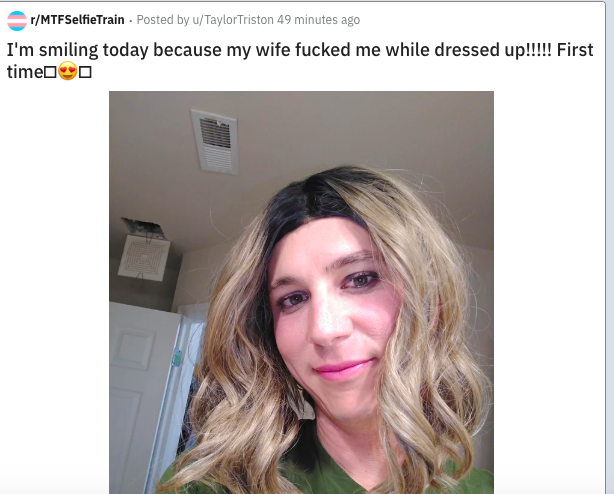 r/MTFSelfieTrain · Posted by u/TaylorTriston 49 minutes ago
I'm smiling today because my wife fucked me while dressed up!!!!! First
time□😍□